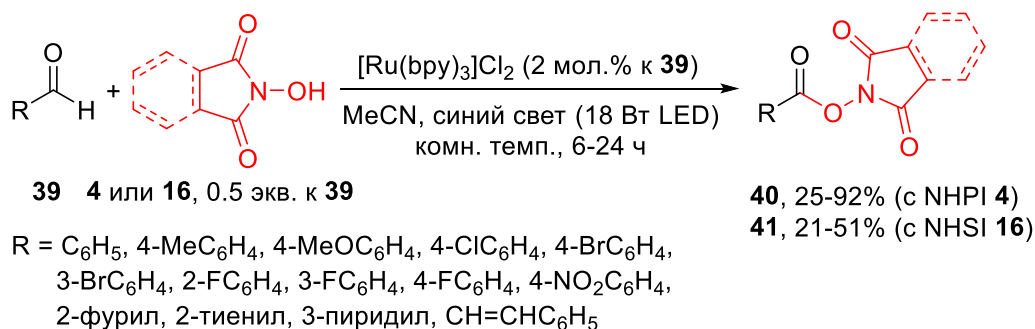 O
R
H
+
O
N
OH
O
[Ru(bpy)₃]Cl₂ (2 мол.% к 39)
MeCN, синий свет (18 Вт LED)
комн. темп., 6-24 ч
O
R
O
N
O
O
39 4 или 16, 0.5 экв. к 39
40, 25-92% (с NHPI 4)
41, 21-51% (с NHSI 16)
R = C₆H₅, 4-MeC₆H₄, 4-MeOC₆H₄, 4-ClC₆H₄, 4-BrC₆H₄,
3-BrC₆H₄, 2-FC₆H₄, 3-FC₆H₄, 4-FC₆H₄, 4-NO₂C₆H₄,
2-фурил, 2-тиенил, 3-пиридил, CH=CHC₆H₅